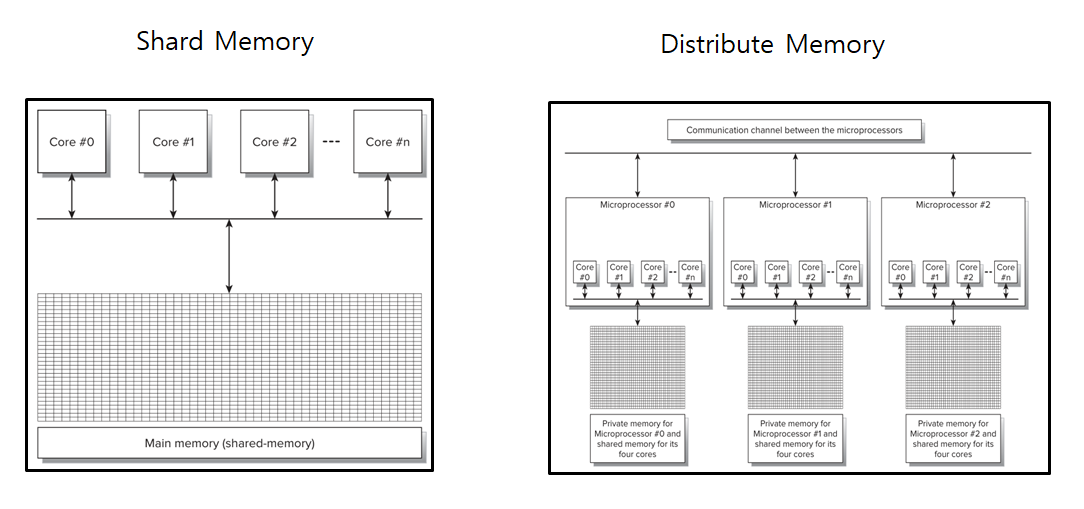 Shard Memory
Distribute Memory
Core #0
Core #1
Core #2
---
Core #n
Main memory (shared-memory)
Communication channel between the microprocessors
Microprocessor #0
Microprocessor #1
Microprocessor #2
Core
#0
Core
#1
Core
#2
--
Core
#n
Core
#0
Core
#1
Core
#2
--
Core
#n
Core
#0
Core
#1
Core
#2
--
Core
#n
Private memory for
Microprocessor #0 and
shared memory for its
four cores
Private memory for
Microprocessor #1 and
shared memory for its
four cores
Private memory for
Microprocessor #2 and
shared memory for its
four cores